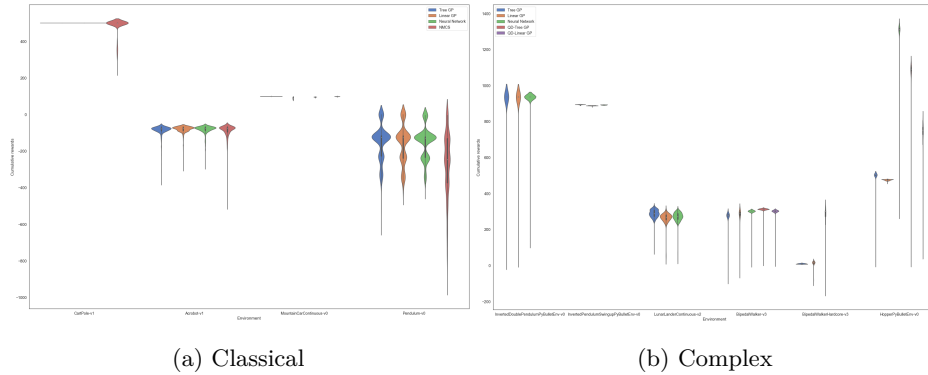 Tree GP
Linear GP
Neural Network
NMCS
400
200
0
-200
-400
-600
-800
-1000
Cumulative rewards
CartPole-v1
Acrobot-v1
MountainCarContinuous-v0
Pendulum-v0
Environment
(a) Classical
Tree GP
Linear GP
Neural Network
QD-Tree GP
QD-Linear GP
1400
1200
1000
800
600
400
200
0
-200
Cumulative rewards
InvertedDoublePendulumPyBulletEnv-v0
InvertedPendulumSwingupPyBulletEnv-v0
LunarLanderContinuous-v2
BipedalWalker-v3
BipedalWalkerHardcore-v3
HopperPyBulletEnv-v0
Environment
(b) Complex